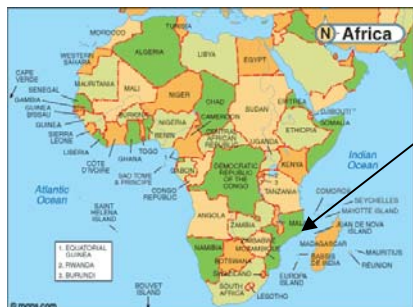 N Africa
TUNISIA
MOROCCO
ALGERIA
LIBYA
EGYPT
WESTERN
SAHARA
CAPE
VERDE
MAURITANIA
MALI
NIGER
CHAD
SUDAN
ERITREA
DJIBOUTI
SENEGAL
GAMBIA
GUINEA
BISSAU
GUINEA
SIERRA
LEONE
LIBERIA
CÔTE
D'IVOIRE
GHANA
TOGO
BENIN
NIGERIA
CAMEROON
CENTRAL
AFRICAN
REPUBLIC
ETHIOPIA
SOMALIA
UGANDA
KENYA
SAO TOME
& PRINCIPE
GABON
CONGO
REPUBLIC
DEMOCRATIC
REPUBLIC
OF THE
CONGO
TANZANIA
Indian
Ocean
Atlantic
Ocean
SAINT
HELENA
ISLAND
COMOROS
SEYCHELLES
MAYOTTE ISLAND
JUAN DE NOVA
ISLAND
ANGOLA
ZAMBIA
ZIMBABWE
MOZAMBIQUE
MADAGASCAR
MAURITIUS
RÉUNION
BASSIS DE
INDIA
EUROPA
ISLAND
NAMIBIA
BOTSWANA
SWAZILAND
SOUTH
AFRICA
LESOTHO
BOUVET
ISLAND
1. EQUATORIAL
GUINEA
2. RWANDA
3. BURUNDI
© maps.com